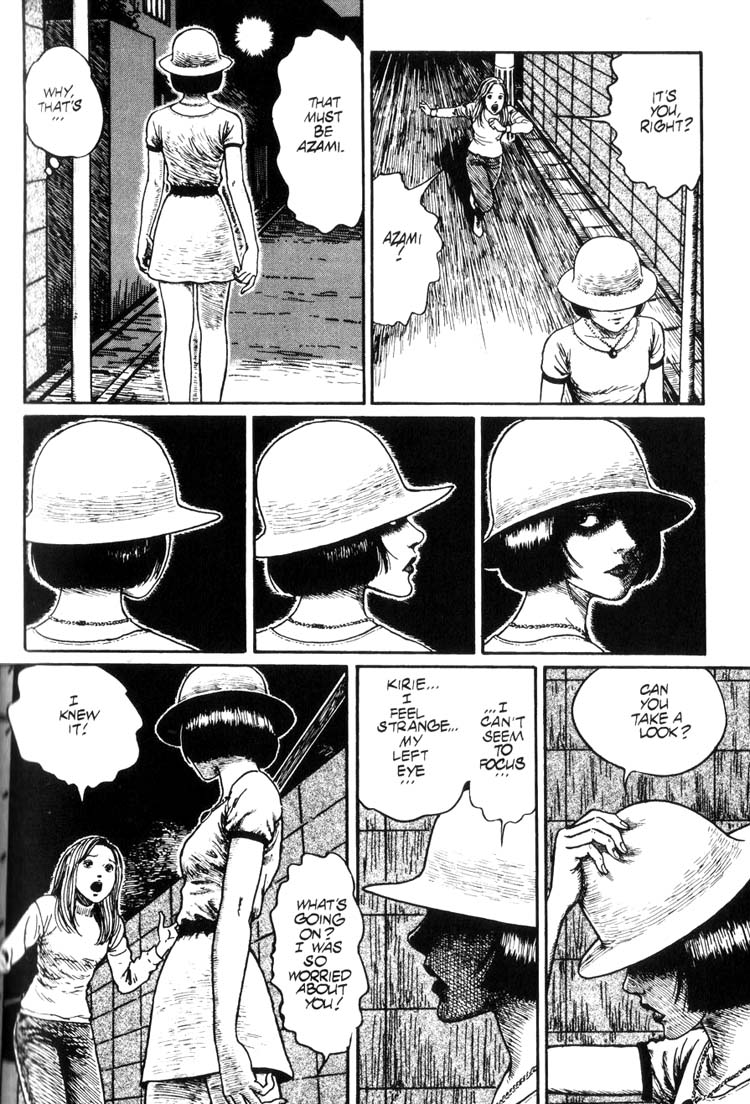 WHY,
THAT'S
...
THAT
MUST
BE
AZAMI.
IT'S
YOU,
RIGHT?
AZAMI
?
I
KNEW
IT!
WHAT'S
GOING
ON?
I WAS
SO
WORRIED
ABOUT
YOU!
KIRIE...
I
FEEL
STRANGE...
MY
LEFT
EYE
...
...I
CAN'T
SEEM
TO
FOCUS
...
CAN
YOU
TAKE A
LOOK?